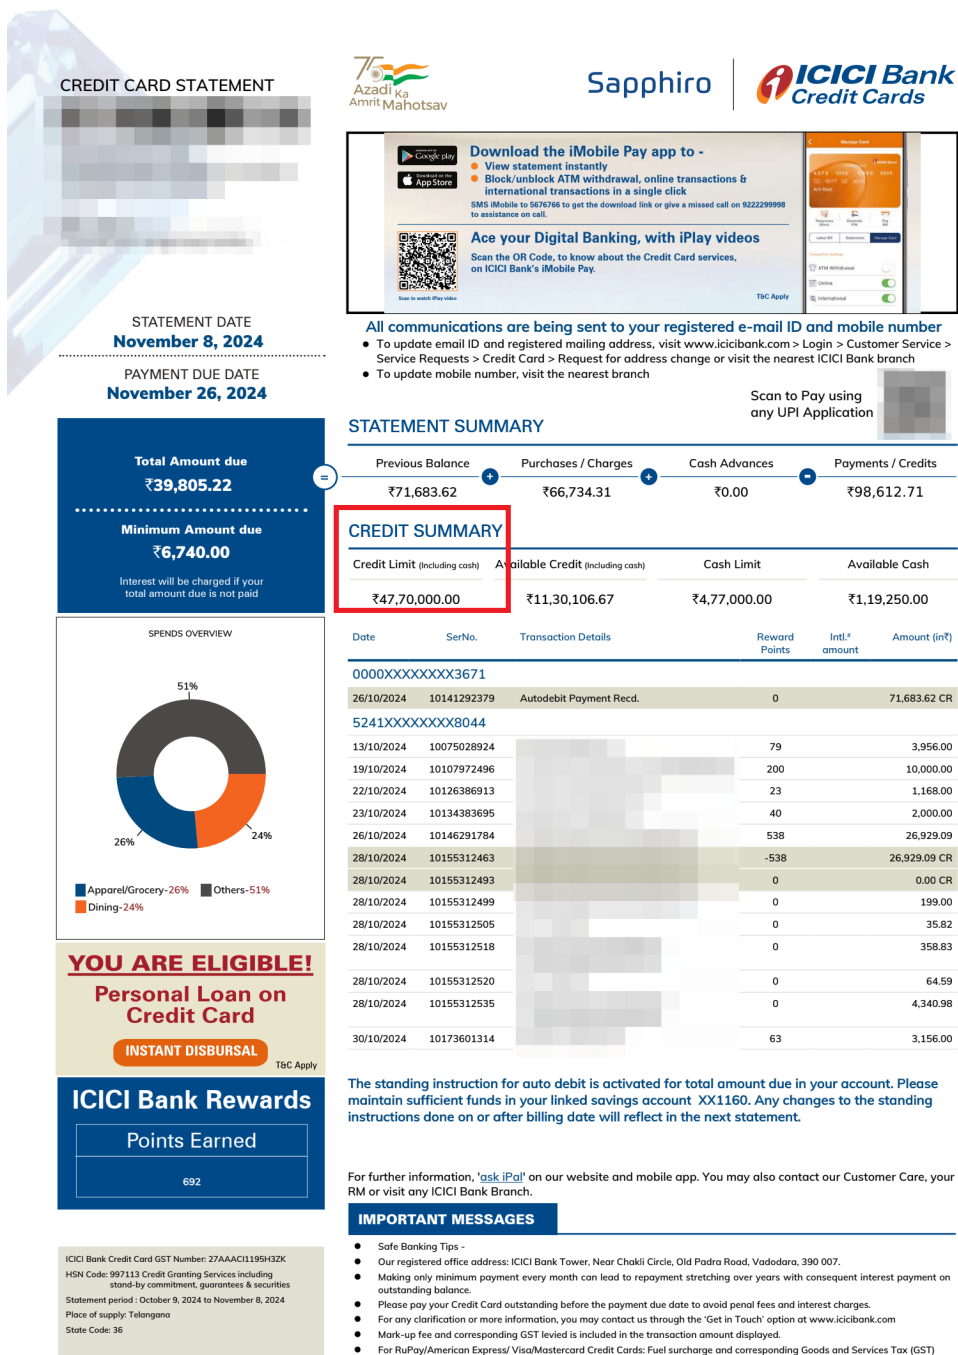 CREDIT CARD STATEMENT
75
Azadi Ka
Amrit Mahotsav
Sapphiro
ICICI Bank
Credit Cards
Google play
Download on the
App Store
Download the iMobile Pay app to -
View statement instantly
Block/unblock ATM withdrawal, online transactions &
international transactions in a single click
SMS iMobile to 5676766 to get the download link or give a missed call on 9222299998
to assistance on call.
Ace your Digital Banking, with iPlay videos
Scan the QR Code, to know about the Credit Card services,
on ICICI Bank's iMobile Pay.
Scan to watch iPlay video
T&C Apply
Manage Card
ATM Withdrawal
Online
International
STATEMENT DATE
November 8, 2024
PAYMENT DUE DATE
November 26, 2024
All communications are being sent to your registered e-mail ID and mobile number
● To update email ID and registered mailing address, visit www.icicibank.com > Login > Customer Service >
Service Requests > Credit Card > Request for address change or visit the nearest ICICI Bank branch
● To update mobile number, visit the nearest branch
Scan to Pay using
any UPI Application
Total Amount due
₹39,805.22
Minimum Amount due
₹6,740.00
Interest will be charged if your
total amount due is not paid
STATEMENT SUMMARY
= Previous Balance + Purchases / Charges + Cash Advances - Payments / Credits
₹71,683.62 ₹66,734.31 ₹0.00 ₹98,612.71
CREDIT SUMMARY
Credit Limit (Including cash) Available Credit (Including cash) Cash Limit Available Cash
₹47,70,000.00 ₹11,30,106.67 ₹4,77,000.00 ₹1,19,250.00
SPENDS OVERVIEW
51%
26%
24%
Apparel/Grocery-26% Others-51%
Dining-24%
Date SerNo. Transaction Details Reward Points Intl.# amount Amount (in₹)
0000XXXXXXXX3671
26/10/2024 10141292379 Autodebit Payment Recd. 0 71,683.62 CR
5241XXXXXXXX8044
13/10/2024 10075028924 79 3,956.00
19/10/2024 10107972496 200 10,000.00
22/10/2024 10126386913 23 1,168.00
23/10/2024 10134383695 40 2,000.00
26/10/2024 10146291784 538 26,929.09
28/10/2024 10155312463 -538 26,929.09 CR
28/10/2024 10155312493 0 0.00 CR
28/10/2024 10155312499 0 199.00
28/10/2024 10155312505 0 35.82
28/10/2024 10155312518 0 358.83
28/10/2024 10155312520 0 64.59
28/10/2024 10155312535 0 4,340.98
30/10/2024 10173601314 63 3,156.00
YOU ARE ELIGIBLE!
Personal Loan on
Credit Card
INSTANT DISBURSAL
T&C Apply
ICICI Bank Rewards
Points Earned
692
The standing instruction for auto debit is activated for total amount due in your account. Please
maintain sufficient funds in your linked savings account XX1160. Any changes to the standing
instructions done on or after billing date will reflect in the next statement.
For further information, 'ask iPal' on our website and mobile app. You may also contact our Customer Care, your
RM or visit any ICICI Bank Branch.
IMPORTANT MESSAGES
● Safe Banking Tips -
● Our registered office address: ICICI Bank Tower, Near Chakli Circle, Old Padra Road, Vadodara, 390 007.
● Making only minimum payment every month can lead to repayment stretching over years with consequent interest payment on
outstanding balance.
● Please pay your Credit Card outstanding before the payment due date to avoid penal fees and interest charges.
● For any clarification or more information, you may contact us through the 'Get in Touch' option at www.icicibank.com
● Mark-up fee and corresponding GST levied is included in the transaction amount displayed.
● For RuPay/American Express/ Visa/Mastercard Credit Cards: Fuel surcharge and corresponding Goods and Services Tax (GST)
ICICI Bank Credit Card GST Number: 27AAACI1195H3ZK
HSN Code: 997113 Credit Granting Services including
stand-by commitment, guarantees & securities
Statement period : October 9, 2024 to November 8, 2024
Place of supply: Telangana
State Code: 36